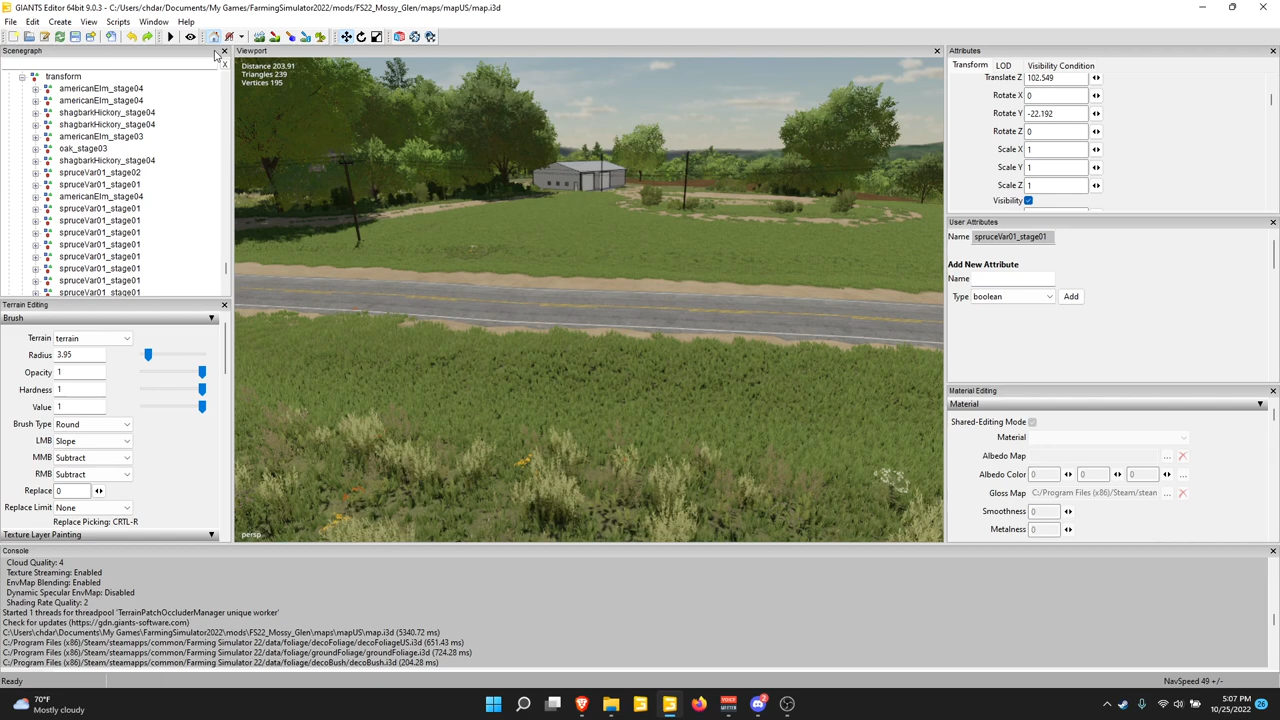 GIANTS Editor 64bit 9.0.3 - C:/Users/chdar/Documents/My Games/FarmingSimulator2022/mods/FS22_Mossy_Glen/maps/mapUS/map.i3d
File Edit Create View Scripts Window Help
Scenegraph
X
transform
americanElm_stage04
americanElm_stage04
shagbarkHickory_stage04
shagbarkHickory_stage04
americanElm_stage03
oak_stage03
shagbarkHickory_stage04
spruceVar01_stage02
spruceVar01_stage01
americanElm_stage04
spruceVar01_stage01
spruceVar01_stage01
spruceVar01_stage01
spruceVar01_stage01
spruceVar01_stage01
spruceVar01_stage01
spruceVar01_stage01
spruceVar01_stage01
Terrain Editing
Brush
Terrain terrain
Radius 3.95
Opacity 1
Hardness 1
Value 1
Brush Type Round
LMB Slope
MMB Subtract
RMB Subtract
Replace 0
Replace Limit None
Replace Picking: CRTL-R
Texture Layer Painting
Viewport
Distance 203.91
Triangles 239
Vertices 195
persp
Attributes
Transform LOD Visibility Condition
Translate Z 102.549
Rotate X 0
Rotate Y -22.192
Rotate Z 0
Scale X 1
Scale Y 1
Scale Z 1
Visibility
User Attributes
Name spruceVar01_stage01
Add New Attribute
Name
Type boolean Add
Material Editing
Material
Shared-Editing Mode
Material
Albedo Map ...
Albedo Color 0 0 0 ...
Gloss Map C:/Program Files (x86)/Steam/stean ...
Smoothness 0
Metalness 0
Console
Cloud Quality: 4
Texture Streaming: Enabled
EnvMap Blending: Enabled
Dynamic Specular EnvMap: Disabled
Shading Rate Quality: 2
Started 1 threads for threadpool 'TerrainPatchOccluderManager unique worker'
Check for updates (https://gdn.giants-software.com)
C:\Users\chdar\Documents\My Games\FarmingSimulator2022\mods\FS22_Mossy_Glen\maps\mapUS\map.i3d (5340.72 ms)
C:/Program Files (x86)/Steam/steamapps/common/Farming Simulator 22/data/foliage/decoFoliage/decoFoliageUS.i3d (651.43 ms)
C:/Program Files (x86)/Steam/steamapps/common/Farming Simulator 22/data/foliage/groundFoliage/groundFoliage.i3d (724.28 ms)
C:/Program Files (x86)/Steam/steamapps/common/Farming Simulator 22/data/foliage/decoBush/decoBush.i3d (204.28 ms)
Ready
NavSpeed 49 +/-
70°F
Mostly cloudy
5:07 PM
10/25/2022
26